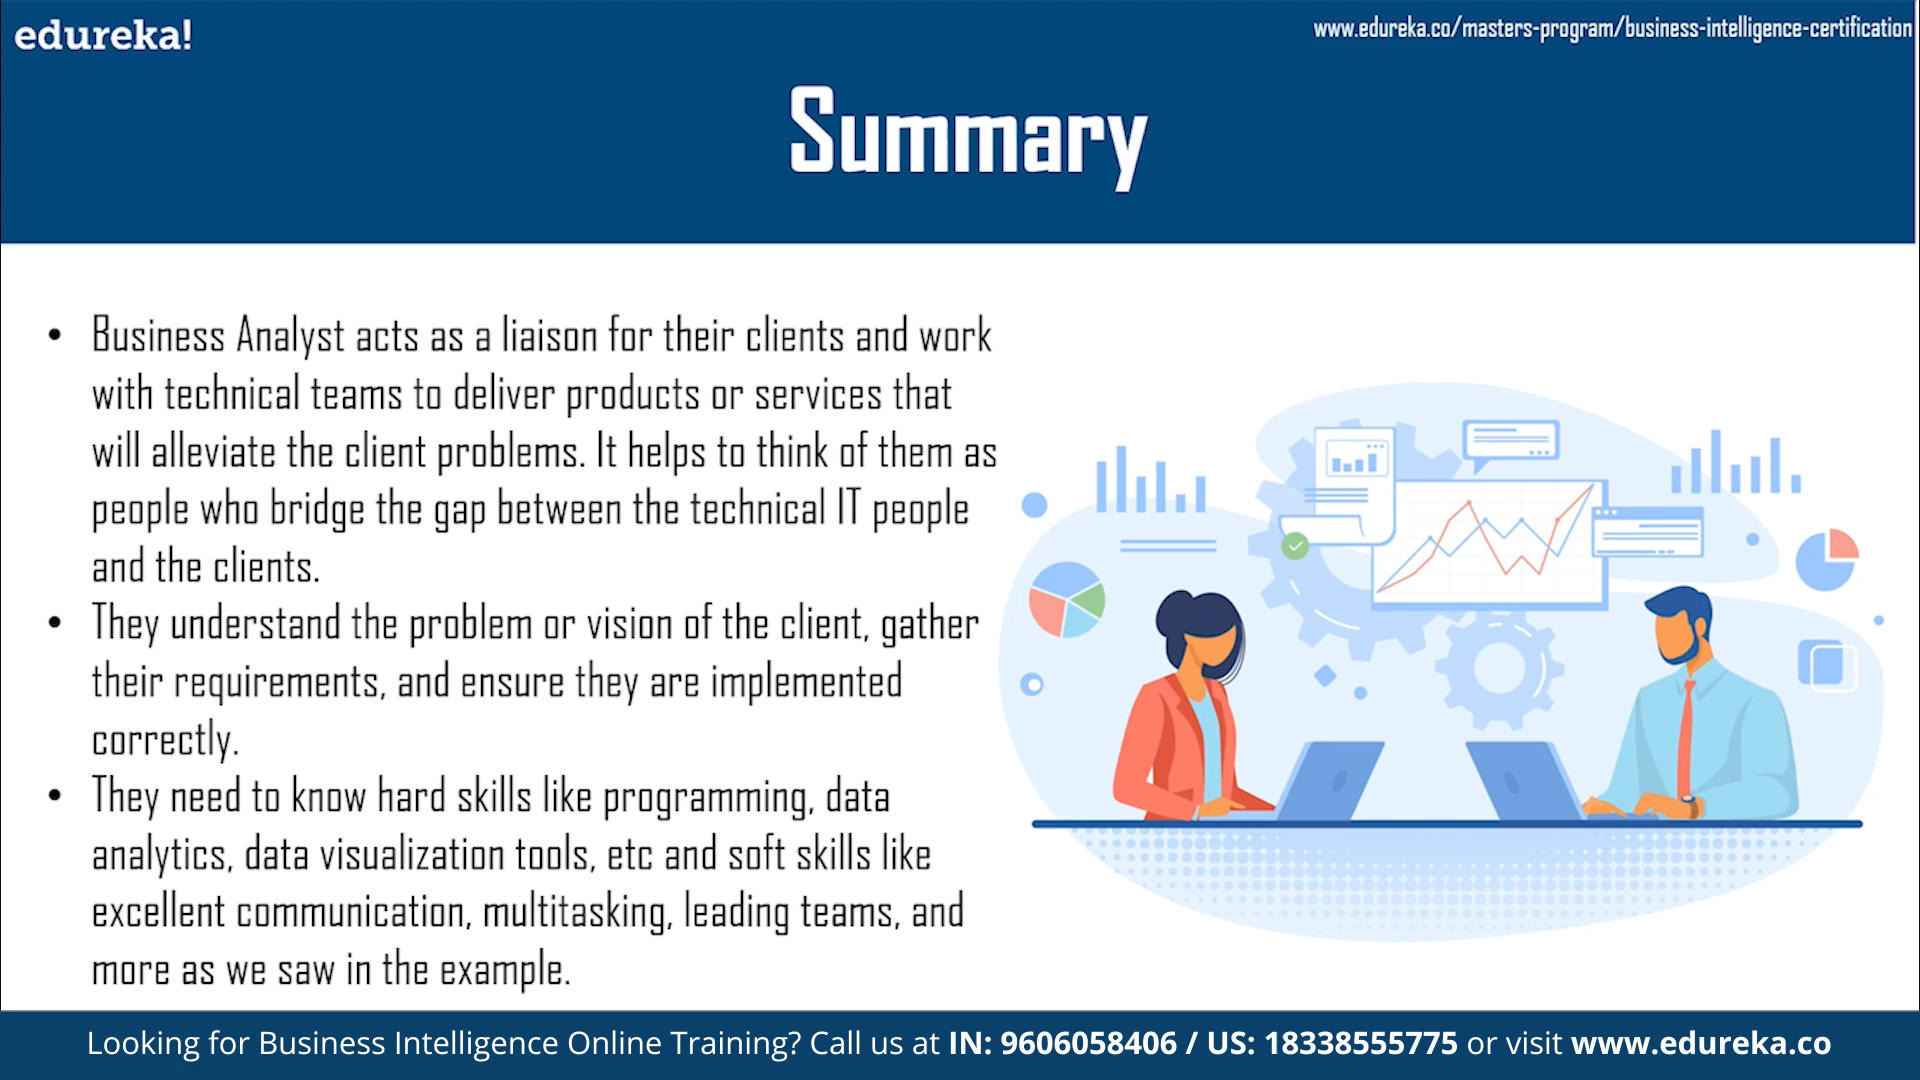 edureka!
www.edureka.co/masters-program/business-intelligence-certification
Summary
• Business Analyst acts as a liaison for their clients and work
with technical teams to deliver products or services that
will alleviate the client problems. It helps to think of them as
people who bridge the gap between the technical IT people
and the clients.
• They understand the problem or vision of the client, gather
their requirements, and ensure they are implemented
correctly.
• They need to know hard skills like programming, data
analytics, data visualization tools, etc and soft skills like
excellent communication, multitasking, leading teams, and
more as we saw in the example.
Looking for Business Intelligence Online Training? Call us at IN: 9606058406 / US: 18338555775 or visit www.edureka.co